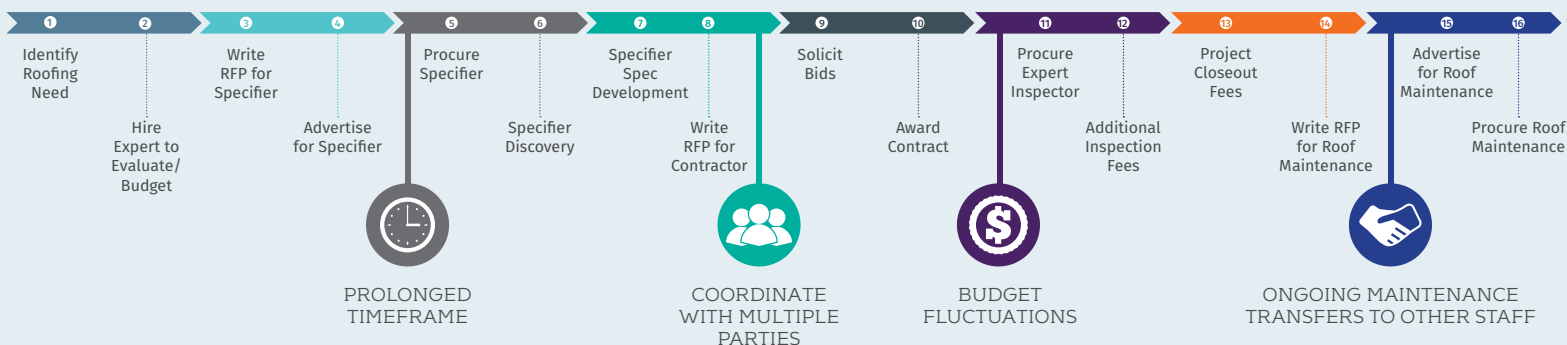 1
Identify
Roofing
Need
2
Hire
Expert to
Evaluate/
Budget
3
Write
RFP for
Specifier
4
Advertise
for Specifier
5
Procure
Specifier
6
Specifier
Discovery
7
Specifier
Spec
Development
8
Write
RFP for
Contractor
9
Solicit
Bids
10
Award
Contract
11
Procure
Expert
Inspector
12
Additional
Inspection
Fees
13
Project
Closeout
Fees
14
Write RFP
for Roof
Maintenance
15
Advertise
for Roof
Maintenance
16
Procure Roof
Maintenance
PROLONGED
TIMEFRAME
COORDINATE
WITH MULTIPLE
PARTIES
$
BUDGET
FLUCTUATIONS
ONGOING MAINTENANCE
TRANSFERS TO OTHER STAFF